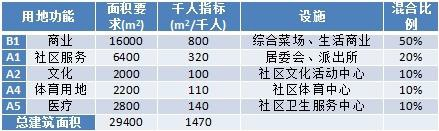 用地功能 面积要求(m2) 千人指标(m²/千人) 设施 混合比例
B1 商业 16000 800 综合菜场、生活商业 50%
A1 社区服务 6400 320 居委会、派出所 20%
A2 文化 2000 100 社区文化活动中心 10%
A4 体育用地 2200 110 社区体育中心 10%
A5 医疗 2800 140 社区卫生服务中心 10%
总建筑面积 29400 1470